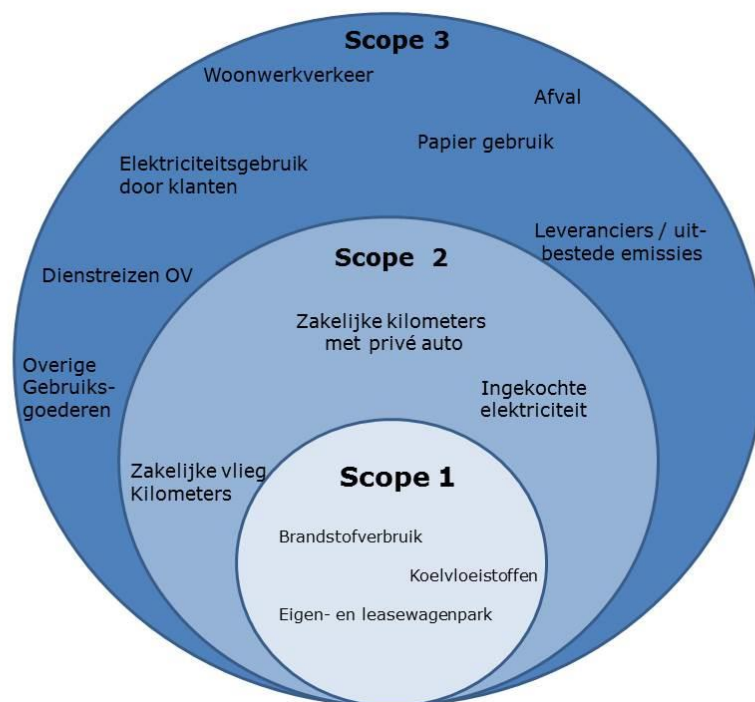 Scope 3
Woonwerkverkeer
Afval
Papier gebruik
Elektriciteitsgebruik
door klanten
Leveranciers / uit-
bestede emissies
Dienstreizen OV
Overige
Gebruiks-
goederen
Scope 2
Zakelijke kilometers
met privé auto
Ingekochte
elektriciteit
Zakelijke vlieg
Kilometers
Scope 1
Brandstofverbruik
Koelvloeistoffen
Eigen- en leasewagenpark